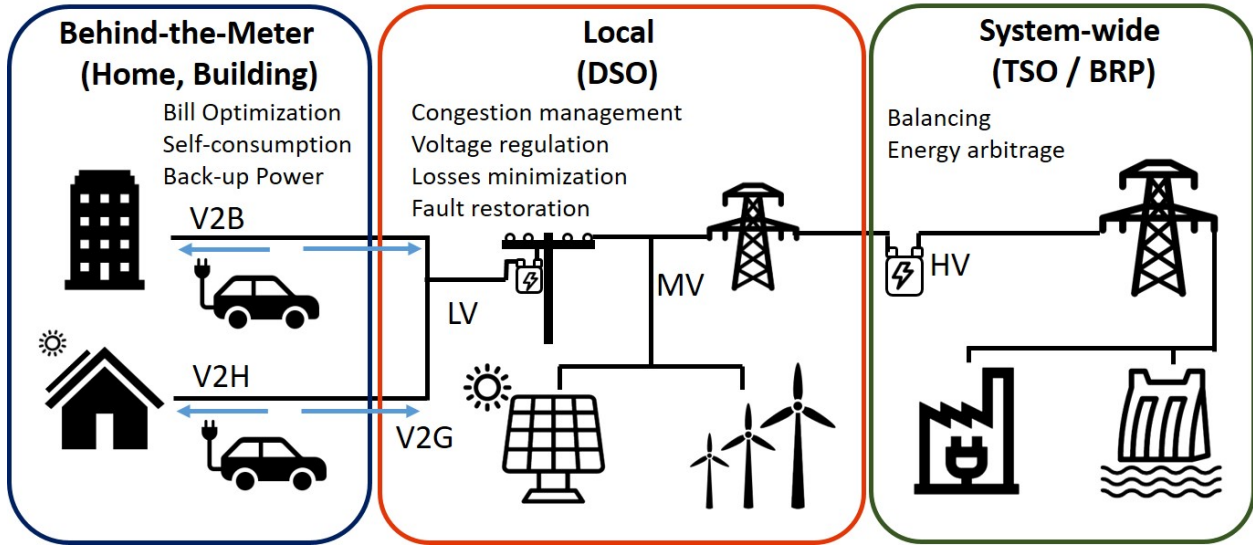 Behind-the-Meter
(Home, Building)
Bill Optimization
Self-consumption
Back-up Power
V2B
V2H
Local
(DSO)
Congestion management
Voltage regulation
Losses minimization
Fault restoration
LV
MV
V2G
System-wide
(TSO / BRP)
Balancing
Energy arbitrage
HV